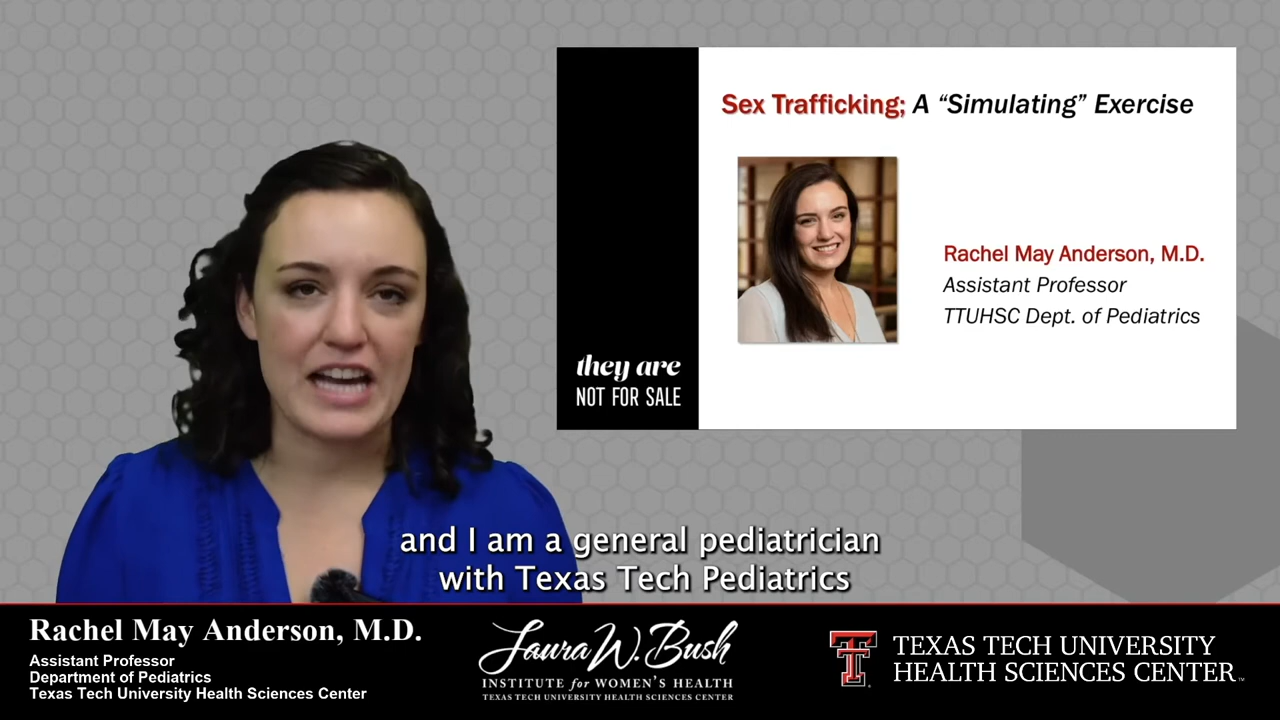 Sex Trafficking; A “Simulating” Exercise
Rachel May Anderson, M.D.
Assistant Professor
TTUHSC Dept. of Pediatrics
they are
NOT FOR SALE
and I am a general pediatrician
with Texas Tech Pediatrics
Rachel May Anderson, M.D.
Assistant Professor
Department of Pediatrics
Texas Tech University Health Sciences Center
Laura W. Bush
INSTITUTE for WOMEN'S HEALTH
TEXAS TECH UNIVERSITY HEALTH SCIENCES CENTER
TEXAS TECH UNIVERSITY
HEALTH SCIENCES CENTER™